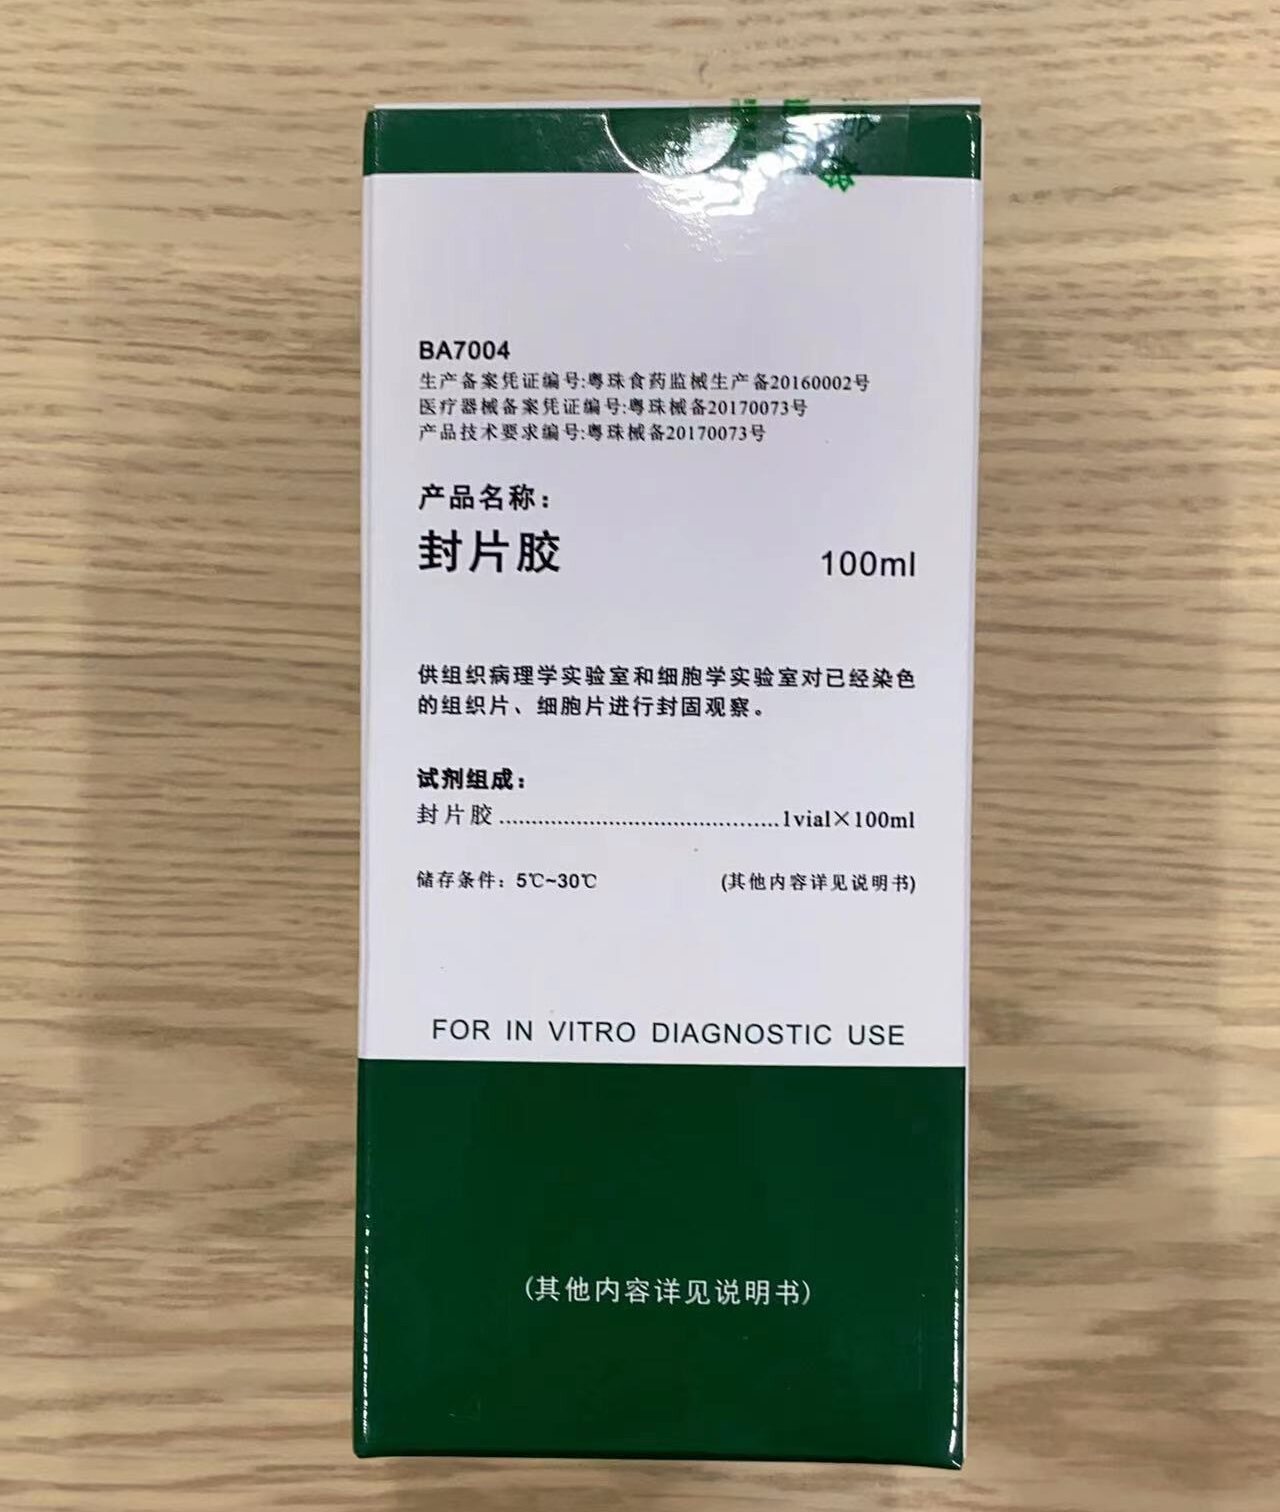 BA7004
生产备案凭证编号:粤珠食药监械生产备20160002号
医疗器械备案凭证编号:粤珠械备20170073号
产品技术要求编号:粤珠械备20170073号
产品名称：
封片胶 100ml
供组织病理学实验室和细胞学实验室对已经染色
的组织片、细胞片进行封固观察。
试剂组成：
封片胶...........................................1vial×100ml
储存条件：5℃~30℃ (其他内容详见说明书)
FOR IN VITRO DIAGNOSTIC USE
(其他内容详见说明书)